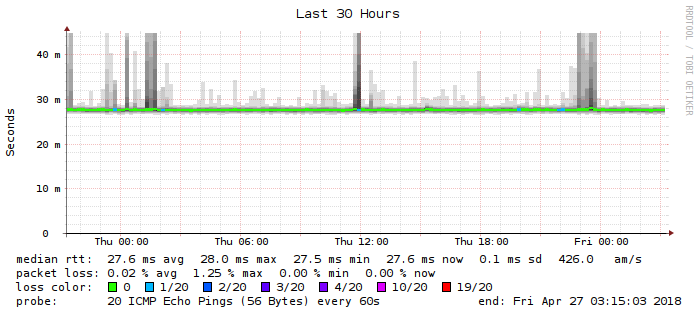 Last 30 Hours
RRDTOOL / TOBI OETIKER
Seconds
40 m
30 m
20 m
10 m
0
Thu 00:00 Thu 06:00 Thu 12:00 Thu 18:00 Fri 00:00
median rtt: 27.6 ms avg 28.0 ms max 27.5 ms min 27.6 ms now 0.1 ms sd 426.0 am/s
packet loss: 0.02 % avg 1.25 % max 0.00 % min 0.00 % now
loss color: 0 1/20 2/20 3/20 4/20 10/20 19/20
probe: 20 ICMP Echo Pings (56 Bytes) every 60s end: Fri Apr 27 03:15:03 2018